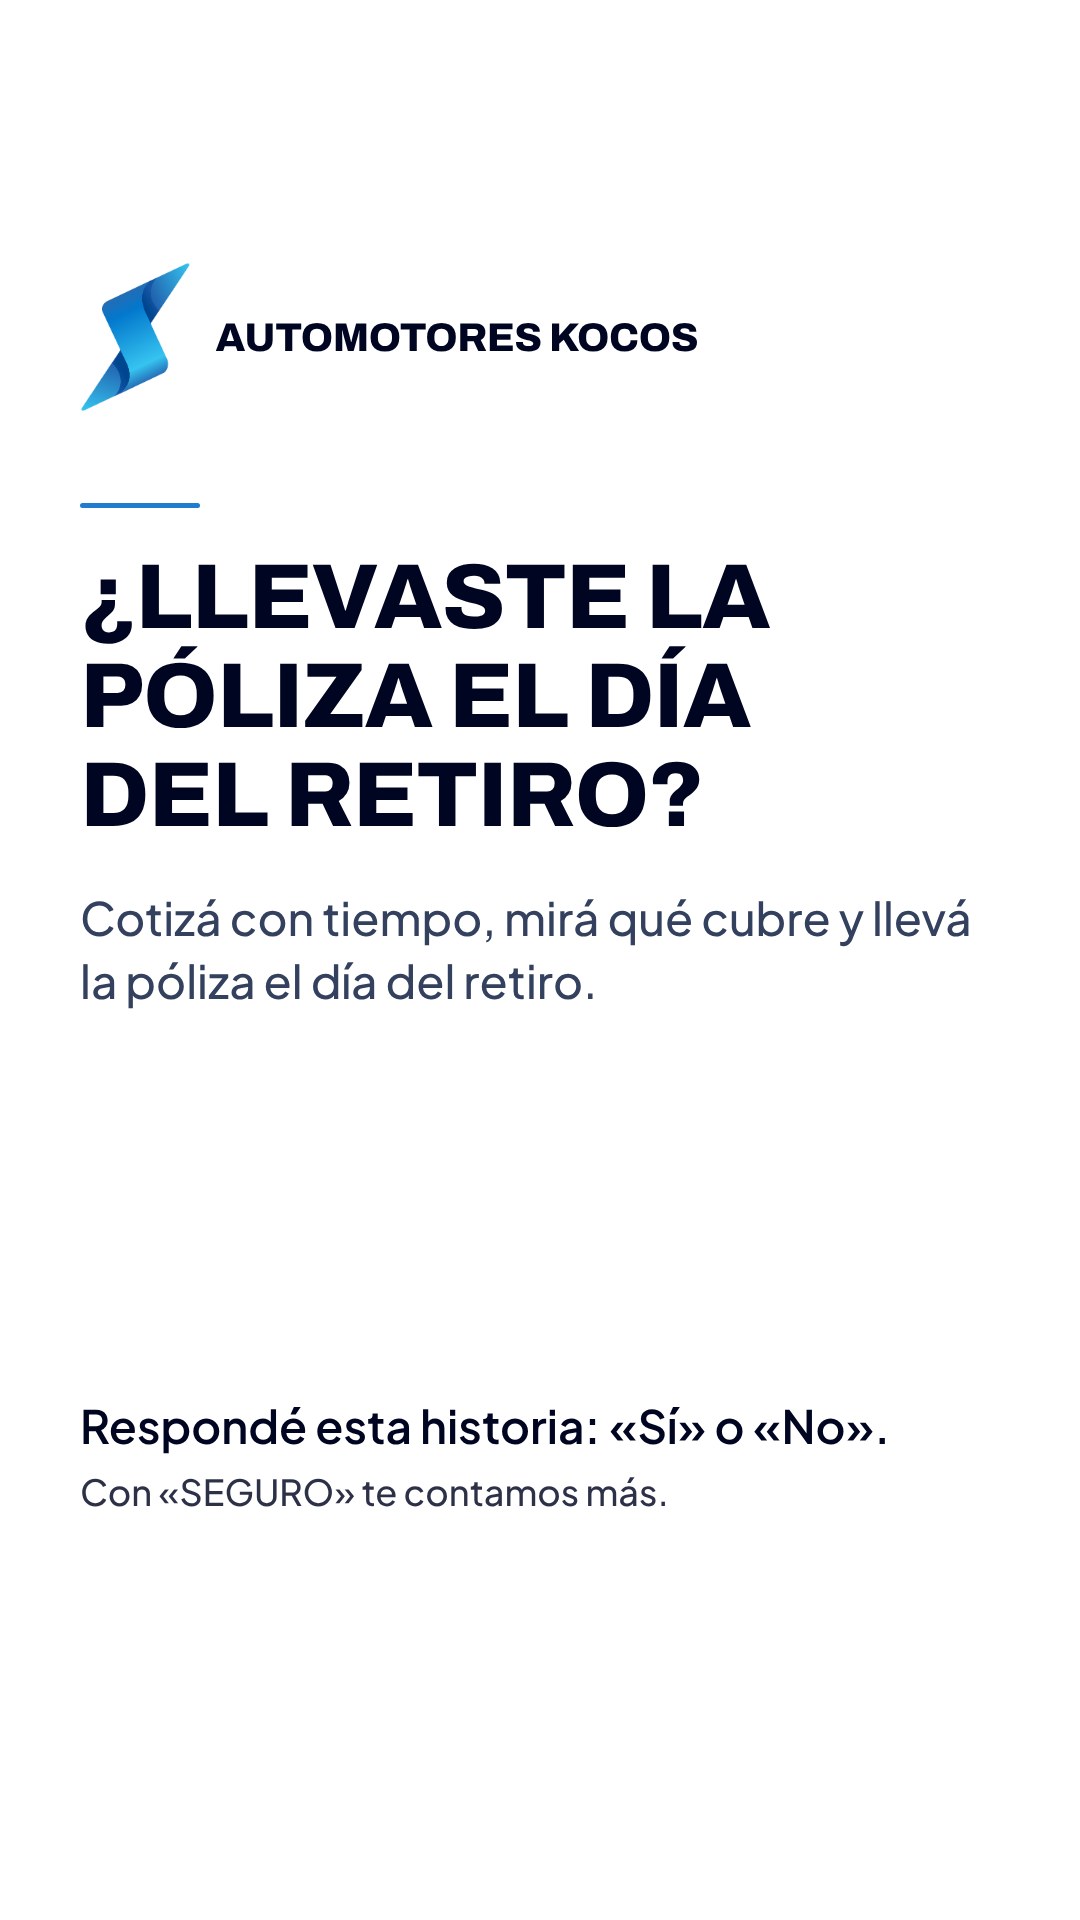 AUTOMOTORES KOCOS
¿LLEVASTE LA
PÓLIZA EL DÍA
DEL RETIRO?
Cotizá con tiempo, mirá qué cubre y llevá
la póliza el día del retiro.
Respondé esta historia: «Sí» o «No».
Con «SEGURO» te contamos más.